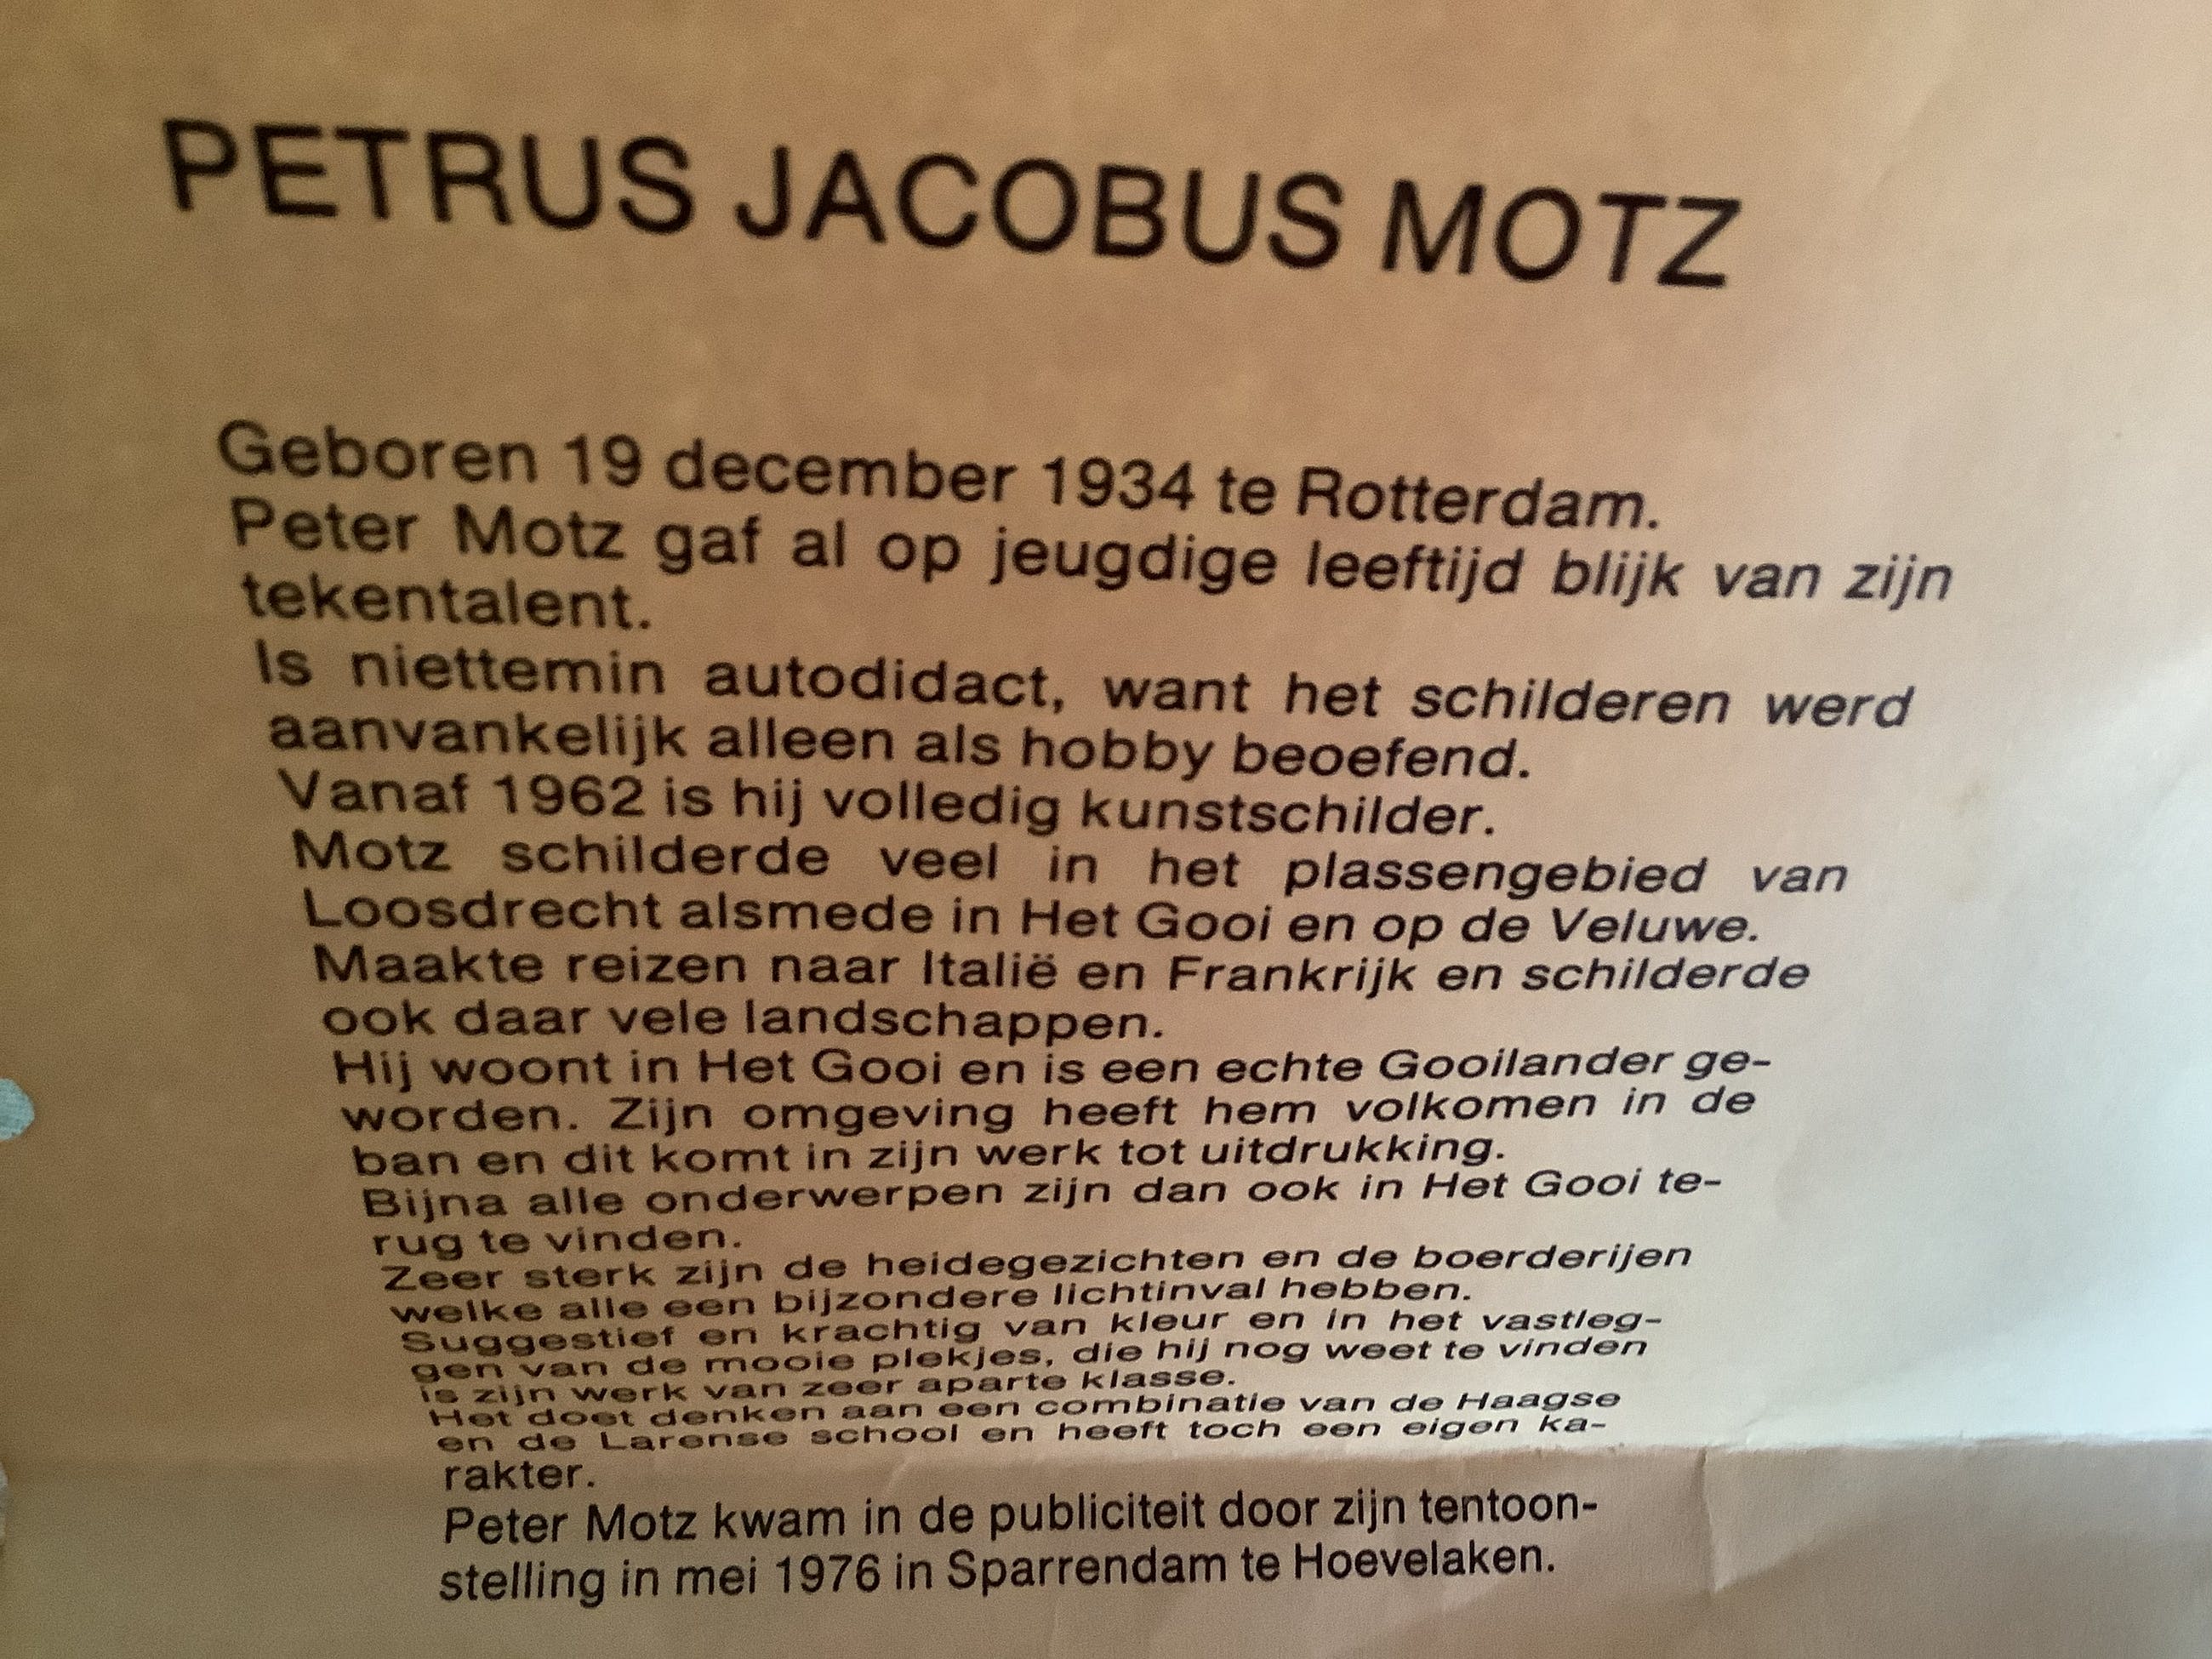 PETRUS JACOBUS MOTZ
Geboren 19 december 1934 te Rotterdam.
Peter Motz gaf al op jeugdige leeftijd blijk van zijn
tekentalent.
Is niettemin autodidact, want het schilderen werd
aanvankelijk alleen als hobby beoefend.
Vanaf 1962 is hij volledig kunstschilder.
Motz schilderde veel in het plassengebied van
Loosdrecht alsmede in Het Gooi en op de Veluwe.
Maakte reizen naar Italië en Frankrijk en schilderde
ook daar vele landschappen.
Hij woont in Het Gooi en is een echte Gooilander ge-
worden. Zijn omgeving heeft hem volkomen in de
ban en dit komt in zijn werk tot uitdrukking.
Bijna alle onderwerpen zijn dan ook in Het Gooi te-
rug te vinden.
Zeer sterk zijn de heidegezichten en de boerderijen
welke alle een bijzondere lichtinval hebben.
Suggestief en krachtig van kleur en in het vastleg-
gen van de mooie plekjes, die hij nog weet te vinden
is zijn werk van zeer aparte klasse.
Het doet denken aan een combinatie van de Haagse
en de Larense school en heeft toch een eigen ka-
rakter.
Peter Motz kwam in de publiciteit door zijn tentoon-
stelling in mei 1976 in Sparrendam te Hoevelaken.